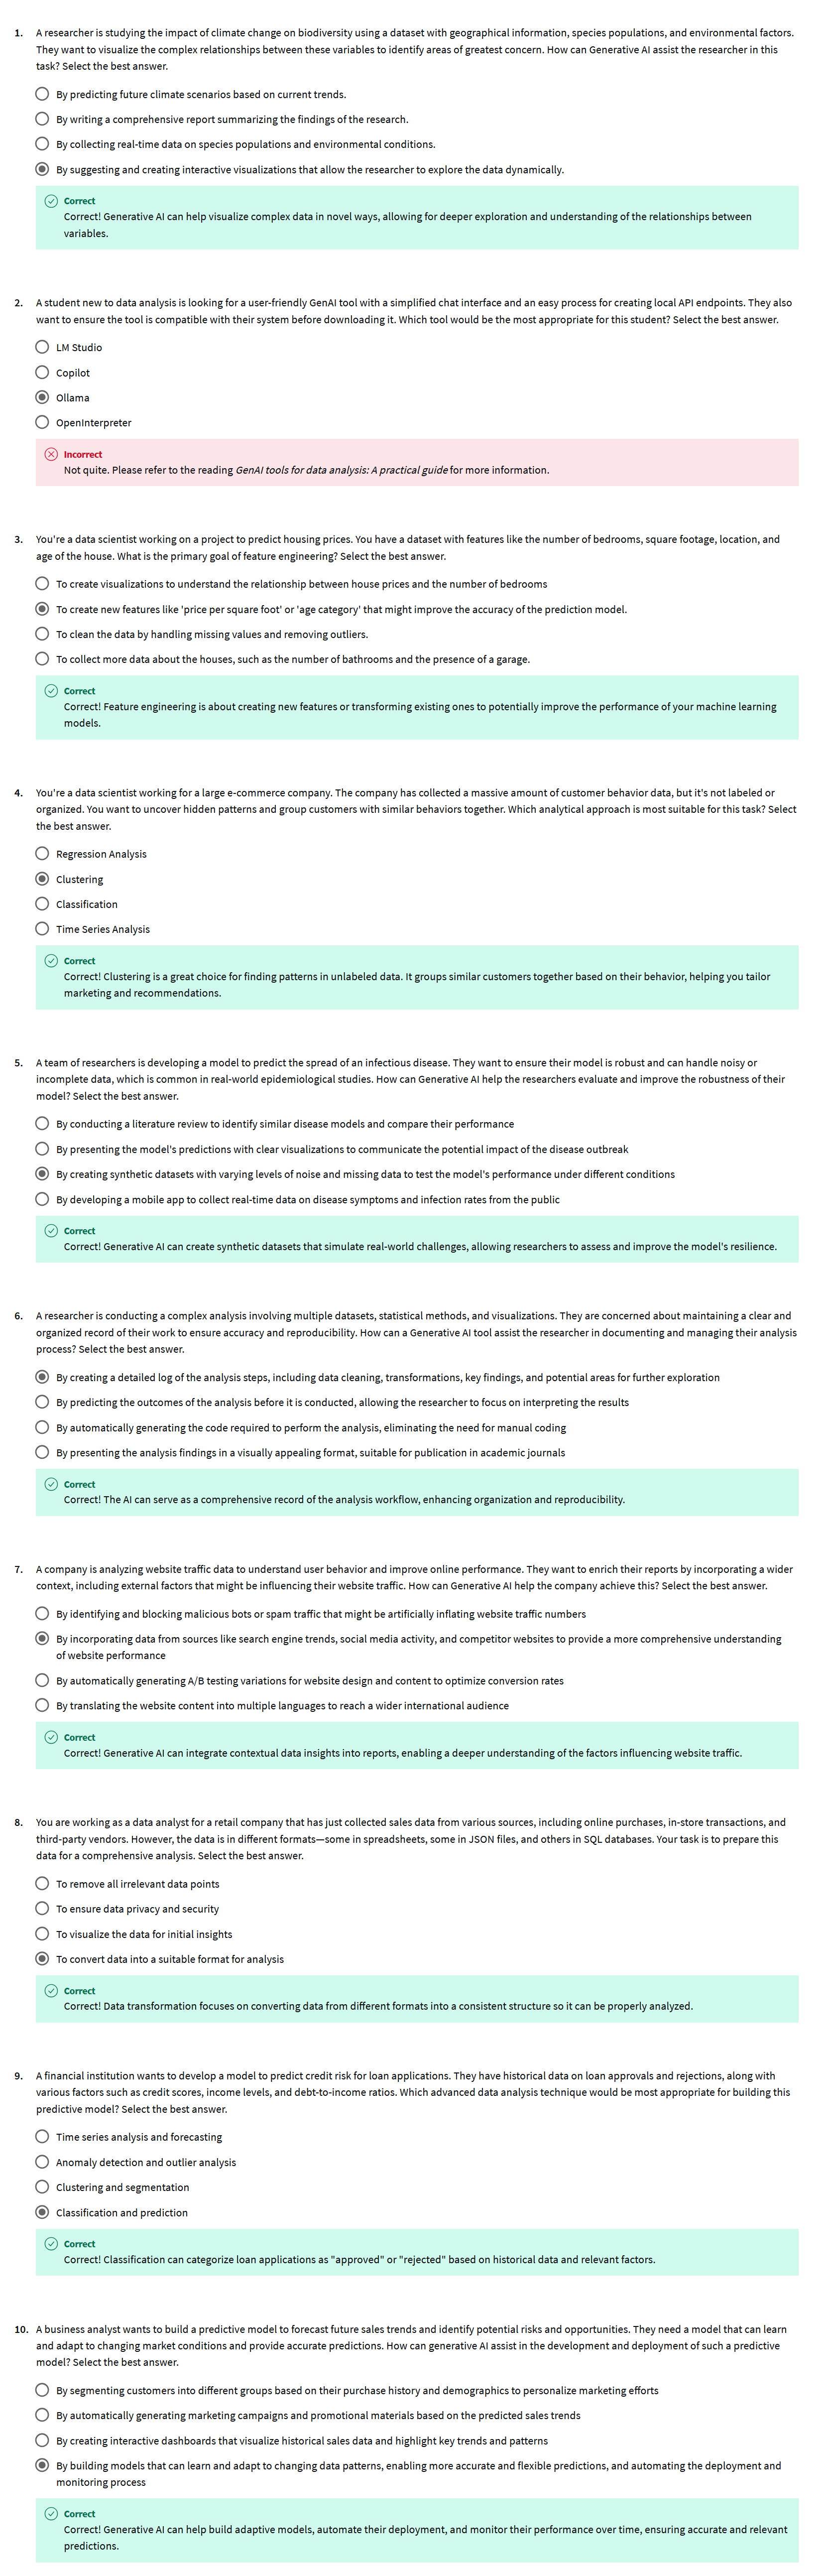 1. A researcher is studying the impact of climate change on biodiversity using a dataset with geographical information, species populations, and environmental factors.
They want to visualize the complex relationships between these variables to identify areas of greatest concern. How can Generative AI assist the researcher in this
task? Select the best answer.
By predicting future climate scenarios based on current trends.
By writing a comprehensive report summarizing the findings of the research.
By collecting real-time data on species populations and environmental conditions.
By suggesting and creating interactive visualizations that allow the researcher to explore the data dynamically.
Correct
Correct! Generative AI can help visualize complex data in novel ways, allowing for deeper exploration and understanding of the relationships between
variables.
2. A student new to data analysis is looking for a user-friendly GenAI tool with a simplified chat interface and an easy process for creating local API endpoints. They also
want to ensure the tool is compatible with their system before downloading it. Which tool would be the most appropriate for this student? Select the best answer.
LM Studio
Copilot
Ollama
OpenInterpreter
Incorrect
Not quite. Please refer to the reading GenAI tools for data analysis: A practical guide for more information.
3. You're a data scientist working on a project to predict housing prices. You have a dataset with features like the number of bedrooms, square footage, location, and
age of the house. What is the primary goal of feature engineering? Select the best answer.
To create visualizations to understand the relationship between house prices and the number of bedrooms
To create new features like 'price per square foot' or 'age category' that might improve the accuracy of the prediction model.
To clean the data by handling missing values and removing outliers.
To collect more data about the houses, such as the number of bathrooms and the presence of a garage.
Correct
Correct! Feature engineering is about creating new features or transforming existing ones to potentially improve the performance of your machine learning
models.
4. You're a data scientist working for a large e-commerce company. The company has collected a massive amount of customer behavior data, but it's not labeled or
organized. You want to uncover hidden patterns and group customers with similar behaviors together. Which analytical approach is most suitable for this task? Select
the best answer.
Regression Analysis
Clustering
Classification
Time Series Analysis
Correct
Correct! Clustering is a great choice for finding patterns in unlabeled data. It groups similar customers together based on their behavior, helping you tailor
marketing and recommendations.
5. A team of researchers is developing a model to predict the spread of an infectious disease. They want to ensure their model is robust and can handle noisy or
incomplete data, which is common in real-world epidemiological studies. How can Generative AI help the researchers evaluate and improve the robustness of their
model? Select the best answer.
By conducting a literature review to identify similar disease models and compare their performance
By presenting the model's predictions with clear visualizations to communicate the potential impact of the disease outbreak
By creating synthetic datasets with varying levels of noise and missing data to test the model's performance under different conditions
By developing a mobile app to collect real-time data on disease symptoms and infection rates from the public
Correct
Correct! Generative AI can create synthetic datasets that simulate real-world challenges, allowing researchers to assess and improve the model's resilience.
6. A researcher is conducting a complex analysis involving multiple datasets, statistical methods, and visualizations. They are concerned about maintaining a clear and
organized record of their work to ensure accuracy and reproducibility. How can a Generative AI tool assist the researcher in documenting and managing their analysis
process? Select the best answer.
By creating a detailed log of the analysis steps, including data cleaning, transformations, key findings, and potential areas for further exploration
By predicting the outcomes of the analysis before it is conducted, allowing the researcher to focus on interpreting the results
By automatically generating the code required to perform the analysis, eliminating the need for manual coding
By presenting the analysis findings in a visually appealing format, suitable for publication in academic journals
Correct
Correct! The AI can serve as a comprehensive record of the analysis workflow, enhancing organization and reproducibility.
7. A company is analyzing website traffic data to understand user behavior and improve online performance. They want to enrich their reports by incorporating a wider
context, including external factors that might be influencing their website traffic. How can Generative AI help the company achieve this? Select the best answer.
By identifying and blocking malicious bots or spam traffic that might be artificially inflating website traffic numbers
By incorporating data from sources like search engine trends, social media activity, and competitor websites to provide a more comprehensive understanding
of website performance
By automatically generating A/B testing variations for website design and content to optimize conversion rates
By translating the website content into multiple languages to reach a wider international audience
Correct
Correct! Generative AI can integrate contextual data insights into reports, enabling a deeper understanding of the factors influencing website traffic.
8. You are working as a data analyst for a retail company that has just collected sales data from various sources, including online purchases, in-store transactions, and
third-party vendors. However, the data is in different formats—some in spreadsheets, some in JSON files, and others in SQL databases. Your task is to prepare this
data for a comprehensive analysis. Select the best answer.
To remove all irrelevant data points
To ensure data privacy and security
To visualize the data for initial insights
To convert data into a suitable format for analysis
Correct
Correct! Data transformation focuses on converting data from different formats into a consistent structure so it can be properly analyzed.
9. A financial institution wants to develop a model to predict credit risk for loan applications. They have historical data on loan approvals and rejections, along with
various factors such as credit scores, income levels, and debt-to-income ratios. Which advanced data analysis technique would be most appropriate for building this
predictive model? Select the best answer.
Time series analysis and forecasting
Anomaly detection and outlier analysis
Clustering and segmentation
Classification and prediction
Correct
Correct! Classification can categorize loan applications as "approved" or "rejected" based on historical data and relevant factors.
10. A business analyst wants to build a predictive model to forecast future sales trends and identify potential risks and opportunities. They need a model that can learn
and adapt to changing market conditions and provide accurate predictions. How can generative AI assist in the development and deployment of such a predictive
model? Select the best answer.
By segmenting customers into different groups based on their purchase history and demographics to personalize marketing efforts
By automatically generating marketing campaigns and promotional materials based on the predicted sales trends
By creating interactive dashboards that visualize historical sales data and highlight key trends and patterns
By building models that can learn and adapt to changing data patterns, enabling more accurate and flexible predictions, and automating the deployment and
monitoring process
Correct
Correct! Generative AI can help build adaptive models, automate their deployment, and monitor their performance over time, ensuring accurate and relevant
predictions.